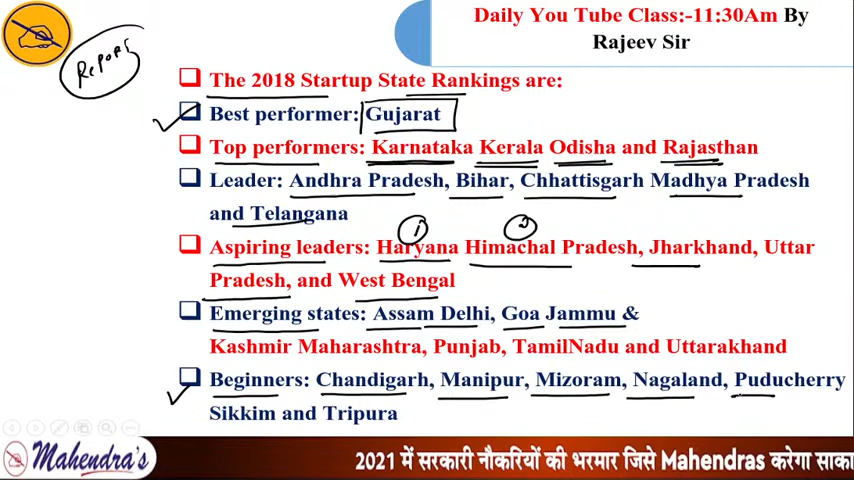 Daily You Tube Class:-11:30Am By
Rajeev Sir
REPORT
The 2018 Startup State Rankings are:
Best performer: Gujarat
Top performers: Karnataka Kerala Odisha and Rajasthan
Leader: Andhra Pradesh, Bihar, Chhattisgarh Madhya Pradesh
and Telangana
1 2
Aspiring leaders: Haryana Himachal Pradesh, Jharkhand, Uttar
Pradesh, and West Bengal
Emerging states: Assam Delhi, Goa Jammu &
Kashmir Maharashtra, Punjab, TamilNadu and Uttarakhand
Beginners: Chandigarh, Manipur, Mizoram, Nagaland, Puducherry
Sikkim and Tripura
Mahendra's 2021 में सरकारी नौकरियों की भरमार जिसे Mahendras करेगा साका